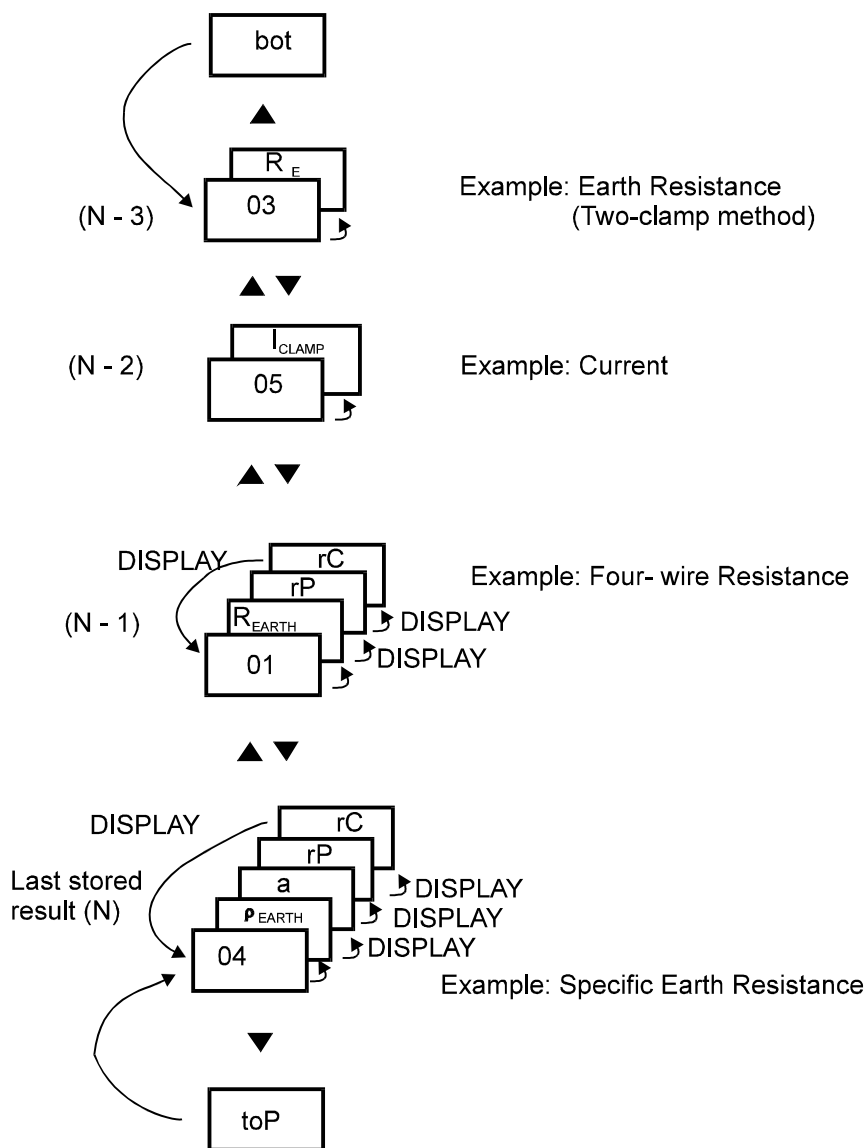 bot
R E
03
(N - 3)
Example: Earth Resistance
(Two-clamp method)
I CLAMP
05
(N - 2)
Example: Current
DISPLAY
rC
rP
R EARTH
01
(N - 1)
DISPLAY
DISPLAY
Example: Four- wire Resistance
DISPLAY
rC
rP
a
ρ EARTH
04
Last stored
result (N)
DISPLAY
DISPLAY
DISPLAY
Example: Specific Earth Resistance
toP